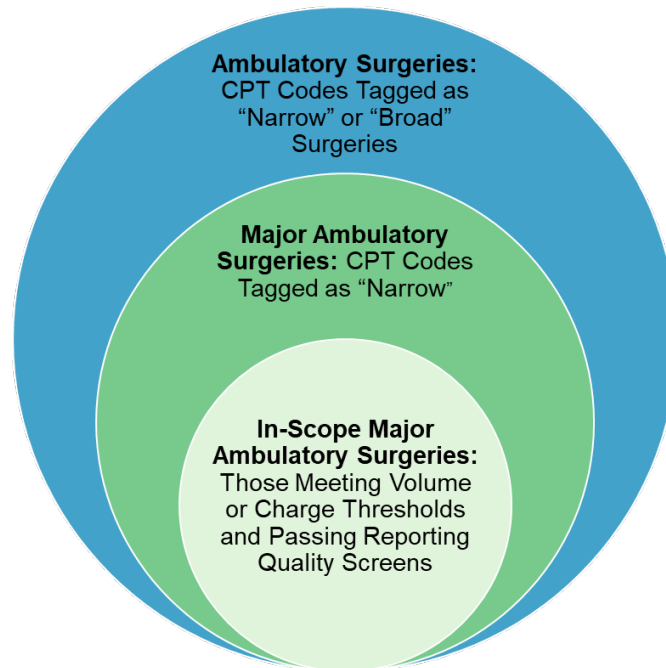 Ambulatory Surgeries:
CPT Codes Tagged as
“Narrow” or “Broad”
Surgeries
Major Ambulatory
Surgeries: CPT Codes
Tagged as “Narrow”
In-Scope Major
Ambulatory Surgeries:
Those Meeting Volume
or Charge Thresholds
and Passing Reporting
Quality Screens